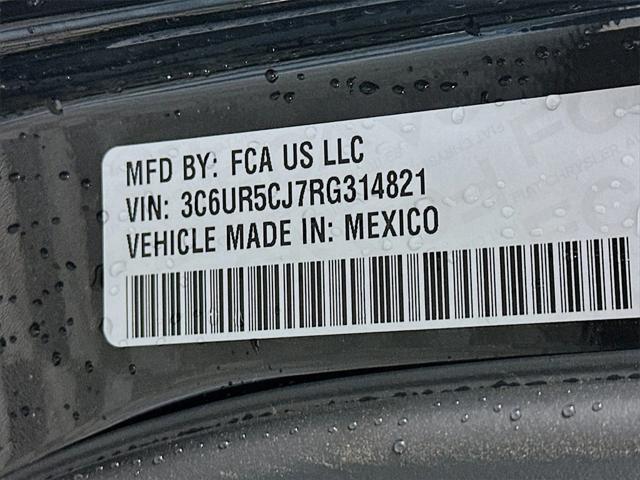 MFD BY: FCA US LLC
VIN: 3C6UR5CJ7RG314821
VEHICLE MADE IN: MEXICO